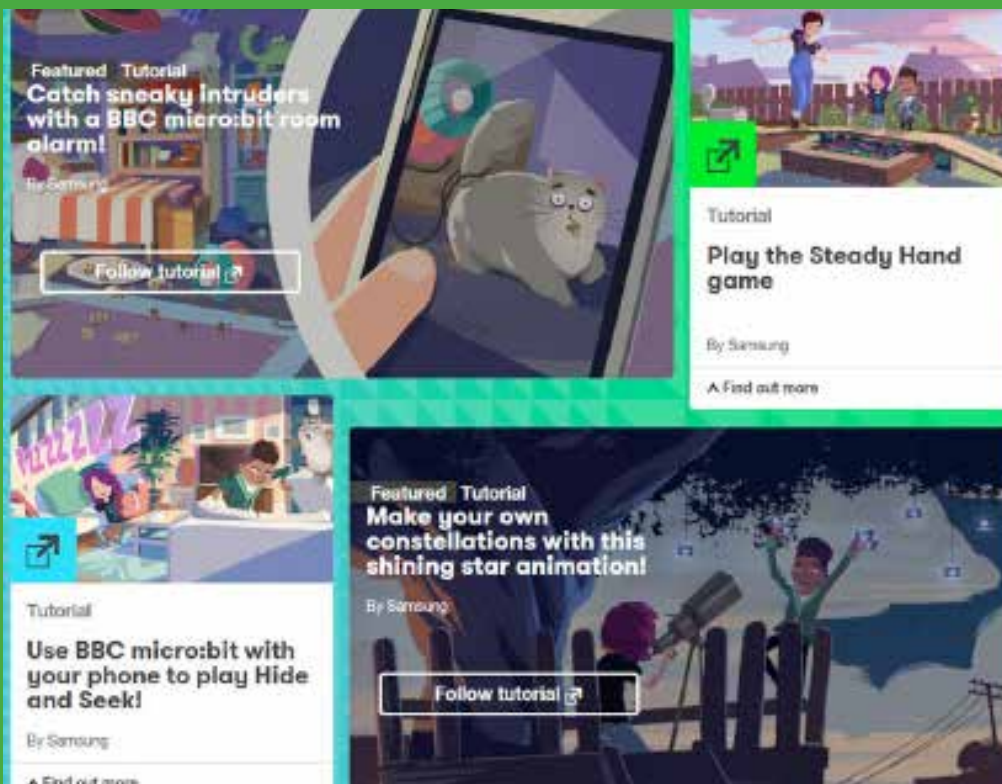 Featured Tutorial
Catch sneaky intruders
with a BBC micro:bit room
alarm!
By Samsung
Follow tutorial
Tutorial
Play the Steady Hand
game
By Samsung
Find out more
ZZZZZZ
Tutorial
Use BBC micro:bit with
your phone to play Hide
and Seek!
By Samsung
Find out more
Featured Tutorial
Make your own
constellations with this
shining star animation!
By Samsung
Follow tutorial